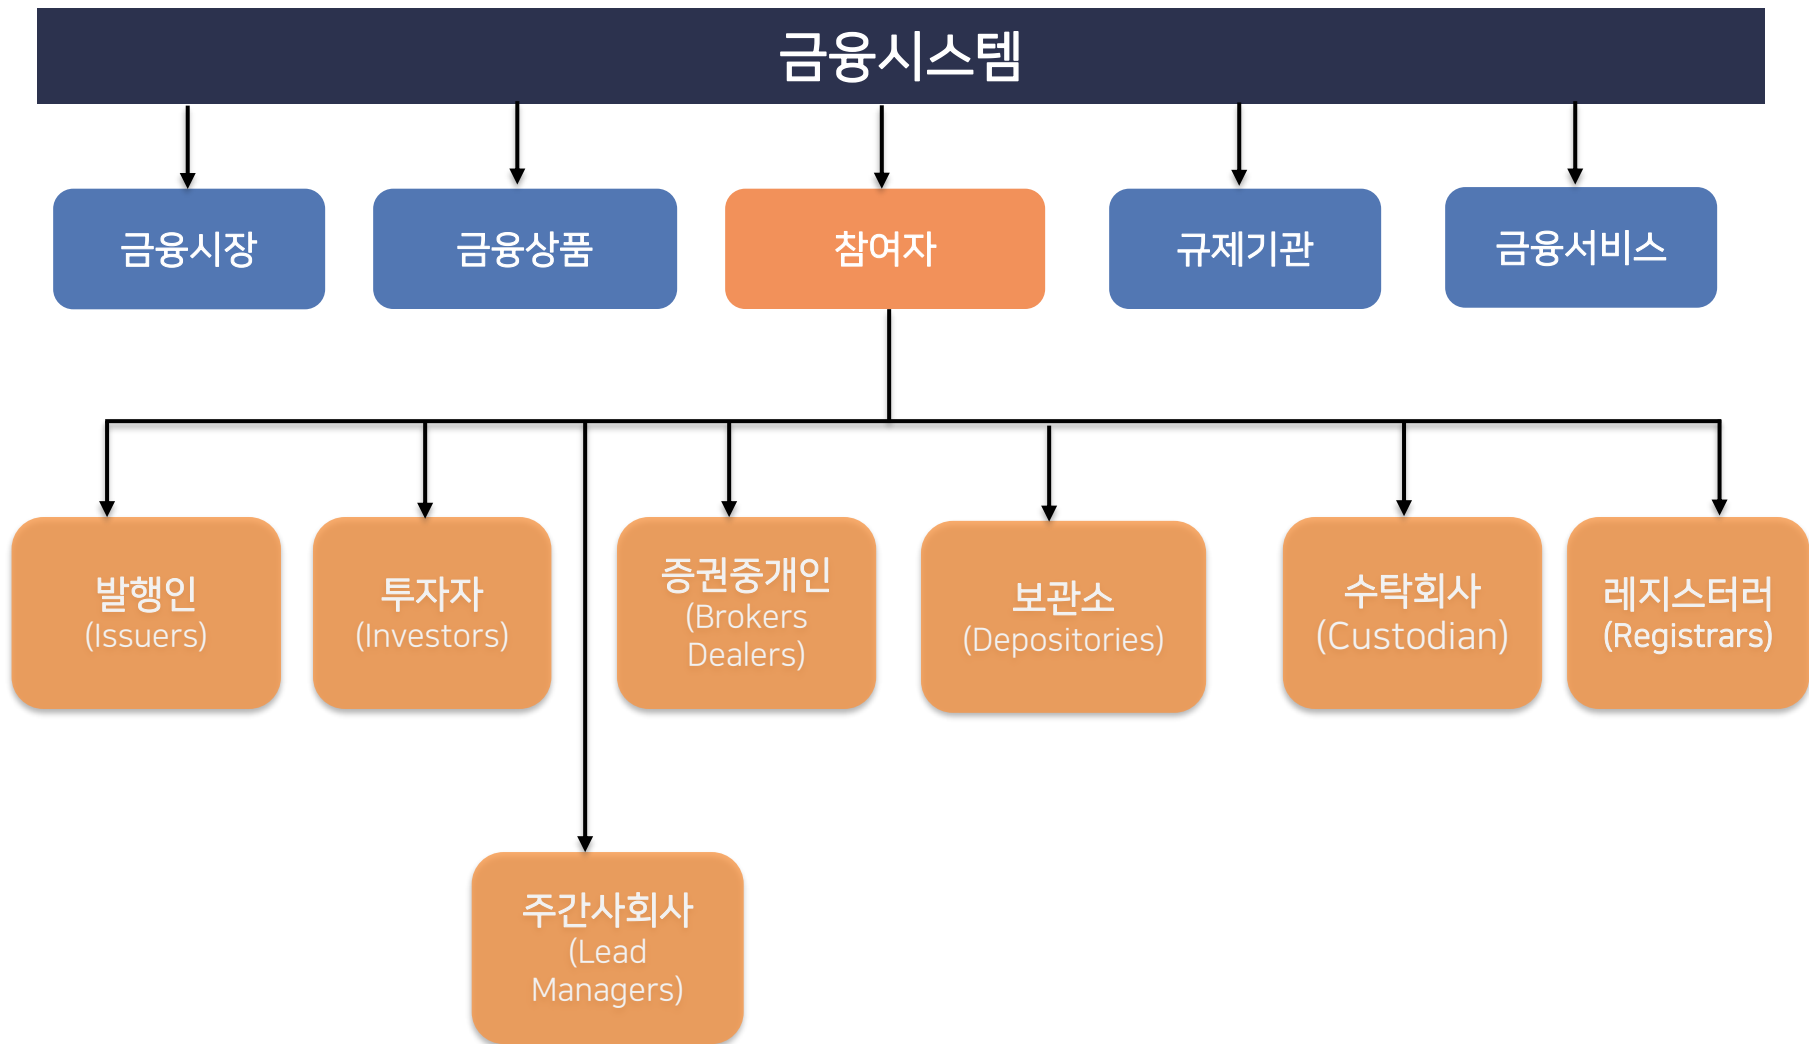 금융시스템
금융시장
금융상품
참여자
규제기관
금융서비스
발행인
(Issuers)
투자자
(Investors)
증권중개인
(Brokers
Dealers)
보관소
(Depositories)
수탁회사
(Custodian)
레지스터러
(Registrars)
주간사회사
(Lead
Managers)